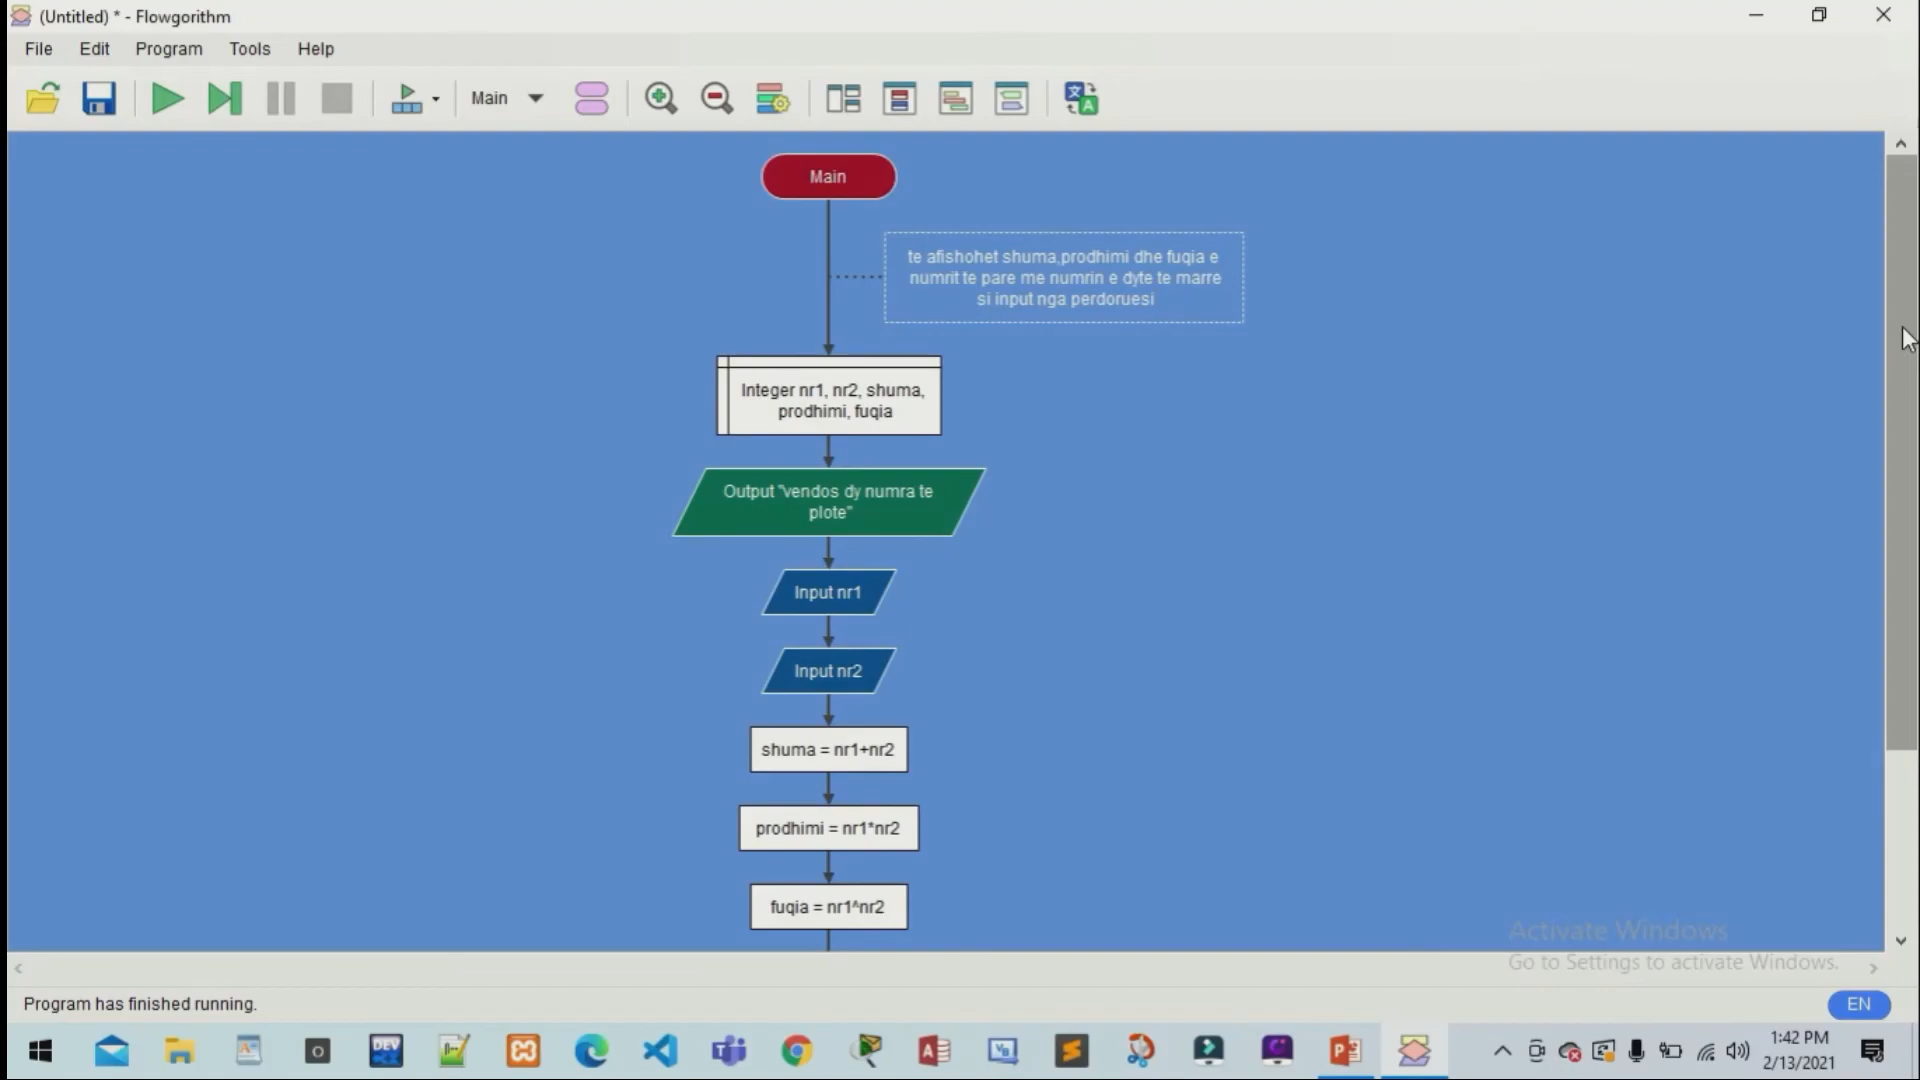 (Untitled) * - Flowgorithm
File Edit Program Tools Help
Main
Main
te afishohet shuma,prodhimi dhe fuqia e
numrit te pare me numrin e dyte te marre
si input nga perdoruesi
Integer nr1, nr2, shuma,
prodhimi, fuqia
Output "vendos dy numra te
plote"
Input nr1
Input nr2
shuma = nr1+nr2
prodhimi = nr1*nr2
fuqia = nr1^nr2
Activate Windows
Go to Settings to activate Windows.
Program has finished running.
EN
DEV
1:42 PM
2/13/2021